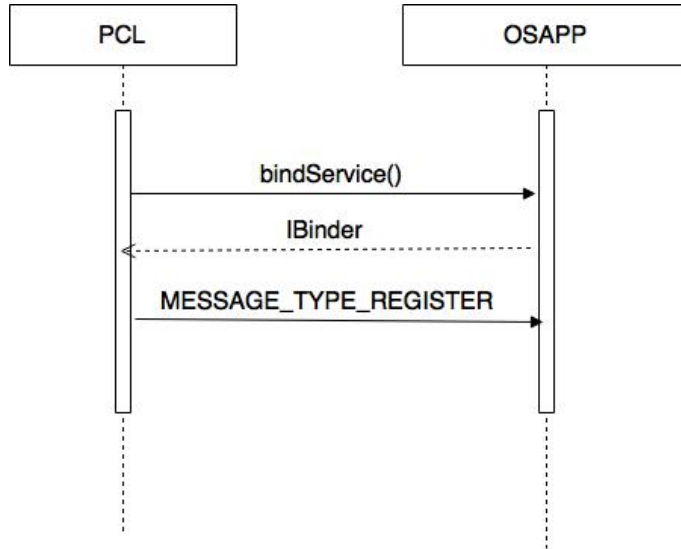 PCL
OSAPP
bindService()
IBinder
MESSAGE_TYPE_REGISTER